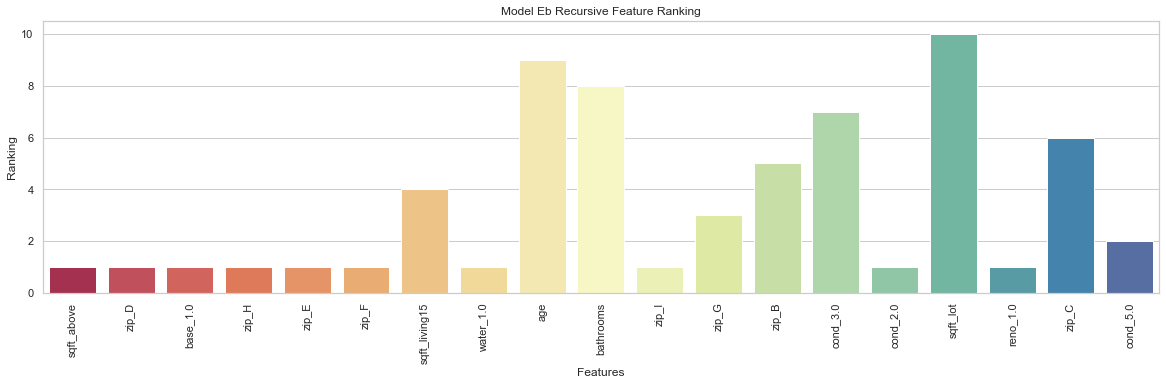 Model Eb Recursive Feature Ranking
10
8
6
4
2
0
Ranking
sqft_above
zip_D
base_1.0
zip_H
zip_E
zip_F
sqft_living15
water_1.0
age
bathrooms
zip_I
zip_G
zip_B
cond_3.0
cond_2.0
sqft_lot
reno_1.0
zip_C
cond_5.0
Features